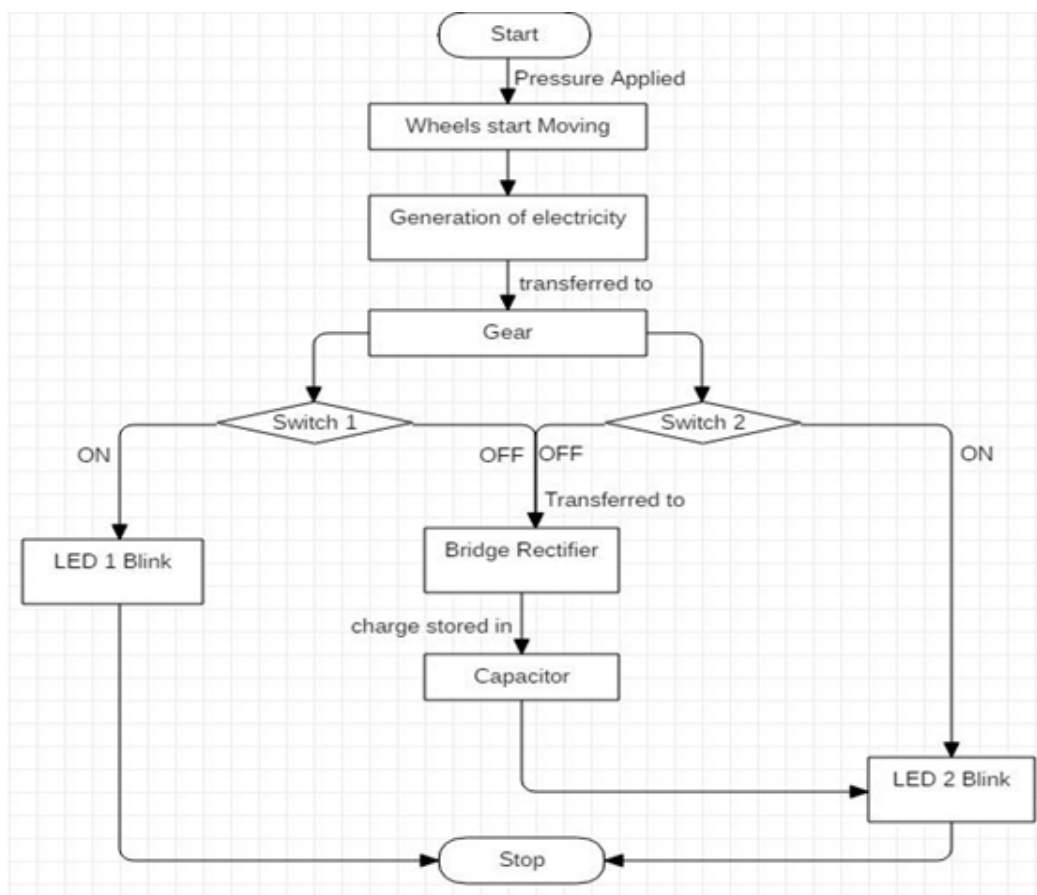 Start
Pressure Applied
Wheels start Moving
Generation of electricity
transferred to
Gear
Switch 1
Switch 2
ON
OFF
OFF
ON
Transferred to
LED 1 Blink
Bridge Rectifier
charge stored in
Capacitor
LED 2 Blink
Stop